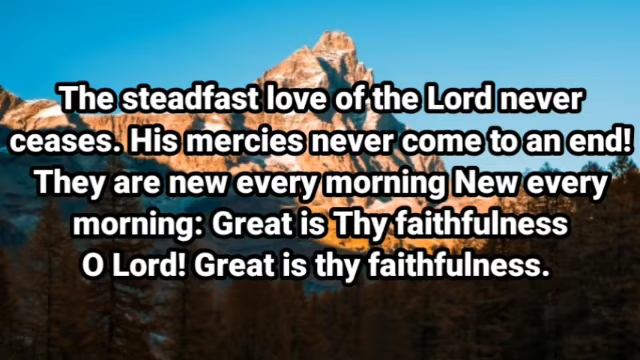 The steadfast love of the Lord never
ceases. His mercies never come to an end!
They are new every morning New every
morning: Great is Thy faithfulness
O Lord! Great is thy faithfulness.